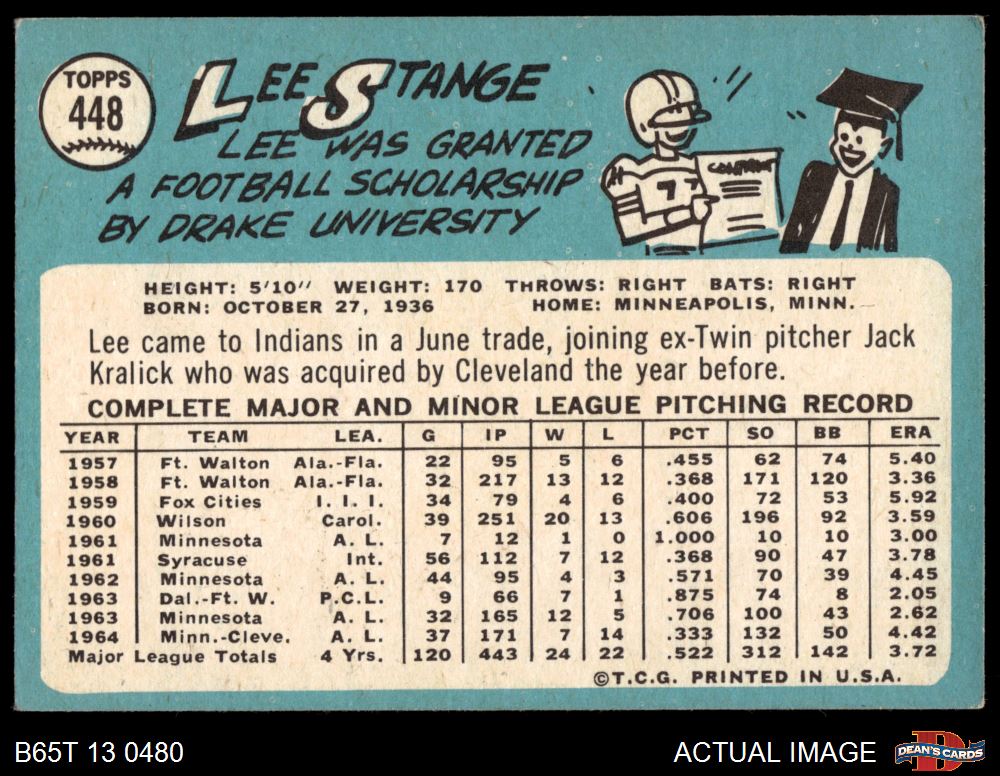 TOPPS
448
LEE STANGE
LEE WAS GRANTED
A FOOTBALL SCHOLARSHIP
BY DRAKE UNIVERSITY
CONTRACT
77
HEIGHT: 5'10" WEIGHT: 170 THROWS: RIGHT BATS: RIGHT
BORN: OCTOBER 27, 1936 HOME: MINNEAPOLIS, MINN.
Lee came to Indians in a June trade, joining ex-Twin pitcher Jack
Kralick who was acquired by Cleveland the year before.
COMPLETE MAJOR AND MINOR LEAGUE PITCHING RECORD
YEAR TEAM LEA. G IP W L PCT SO BB ERA
1957 Ft. Walton Ala.-Fla. 22 95 5 6 .455 62 74 5.40
1958 Ft. Walton Ala.-Fla. 32 217 13 12 .368 171 120 3.36
1959 Fox Cities I. I. I. 34 79 4 6 .400 72 53 5.92
1960 Wilson Carol. 39 251 20 13 .606 196 92 3.59
1961 Minnesota A. L. 7 12 1 0 1.000 10 10 3.00
1961 Syracuse Int. 56 112 7 12 .368 90 47 3.78
1962 Minnesota A. L. 44 95 4 3 .571 70 39 4.45
1963 Dal.-Ft. W. P.C.L. 9 66 7 1 .875 74 8 2.05
1963 Minnesota A. L. 32 165 12 5 .706 100 43 2.62
1964 Minn.-Cleve. A. L. 37 171 7 14 .333 132 50 4.42
Major League Totals 4 Yrs. 120 443 24 22 .522 312 142 3.72
©T.C.G. PRINTED IN U.S.A.
B65T 13 0480 ACTUAL IMAGE DEAN'S CARDS